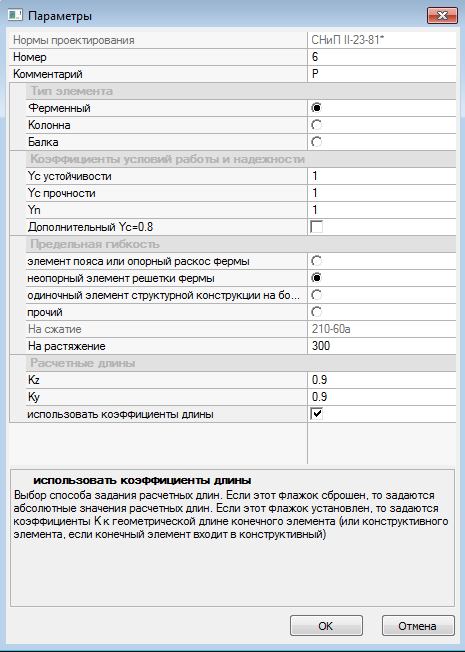 Параметры
Нормы проектирования СНиП II-23-81*
Номер 6
Комментарий Р
Тип элемента
Ферменный
Колонна
Балка
Коэффициенты условий работы и надежности
Yc устойчивости 1
Yc прочности 1
Yn 1
Дополнительный Yc=0.8
Предельная гибкость
элемент пояса или опорный раскос фермы
неопорный элемент решетки фермы
одиночный элемент структурной конструкции на бо...
прочий
На сжатие 210-60a
На растяжение 300
Расчетные длины
Kz 0.9
Ky 0.9
использовать коэффициенты длины
использовать коэффициенты длины
Выбор способа задания расчетных длин. Если этот флажок сброшен, то задаются
абсолютные значения расчетных длин. Если этот флажок установлен, то задаются
коэффициенты K к геометрической длине конечного элемента (или конструктивного
элемента, если конечный элемент входит в конструктивный)
OK Отмена